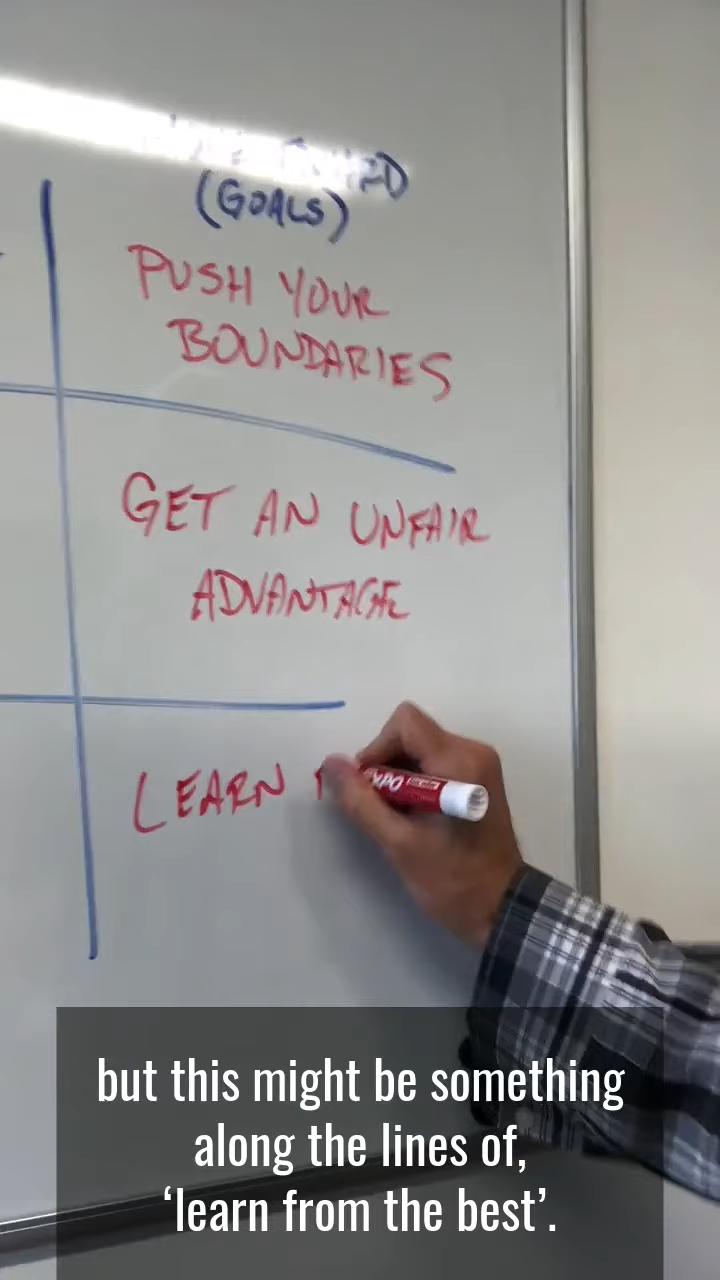 (GOALS)
PUSH YOUR
BOUNDARIES
GET AN UNFAIR
ADVANTAGE
LEARN
EXPO
but this might be something
along the lines of,
‘learn from the best’.